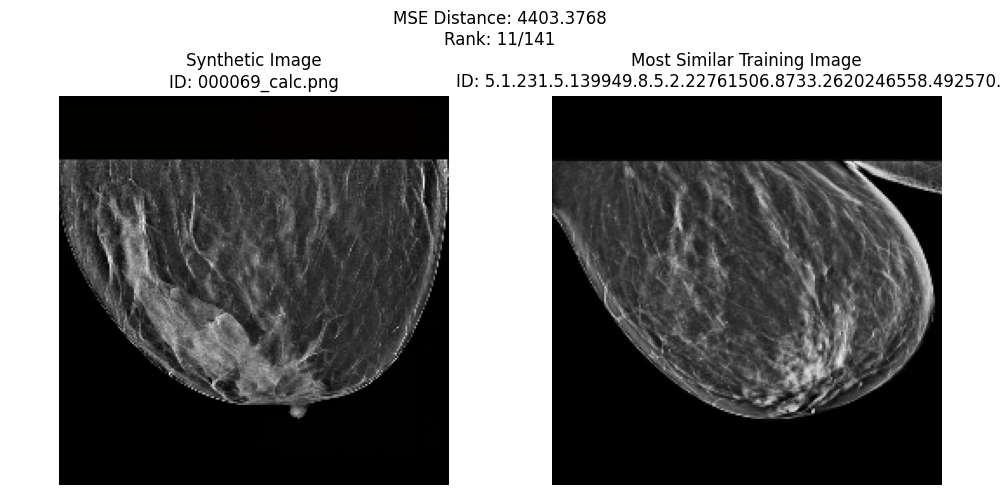 MSE Distance: 4403.3768
Rank: 11/141
Synthetic Image
ID: 000069_calc.png
Most Similar Training Image
ID: 5.1.231.5.139949.8.5.2.22761506.8733.2620246558.492570.